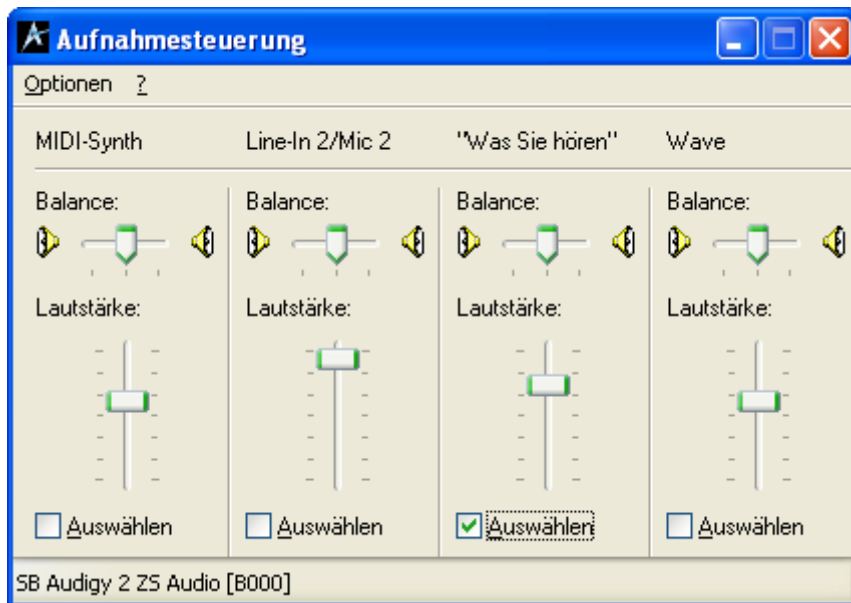 Aufnahmesteuerung
Optionen ?
MIDI-Synth Line-In 2/Mic 2 "Was Sie hören" Wave
Balance: Balance: Balance: Balance:
Lautstärke: Lautstärke: Lautstärke: Lautstärke:
Auswählen Auswählen Auswählen Auswählen
SB Audigy 2 ZS Audio [B000]